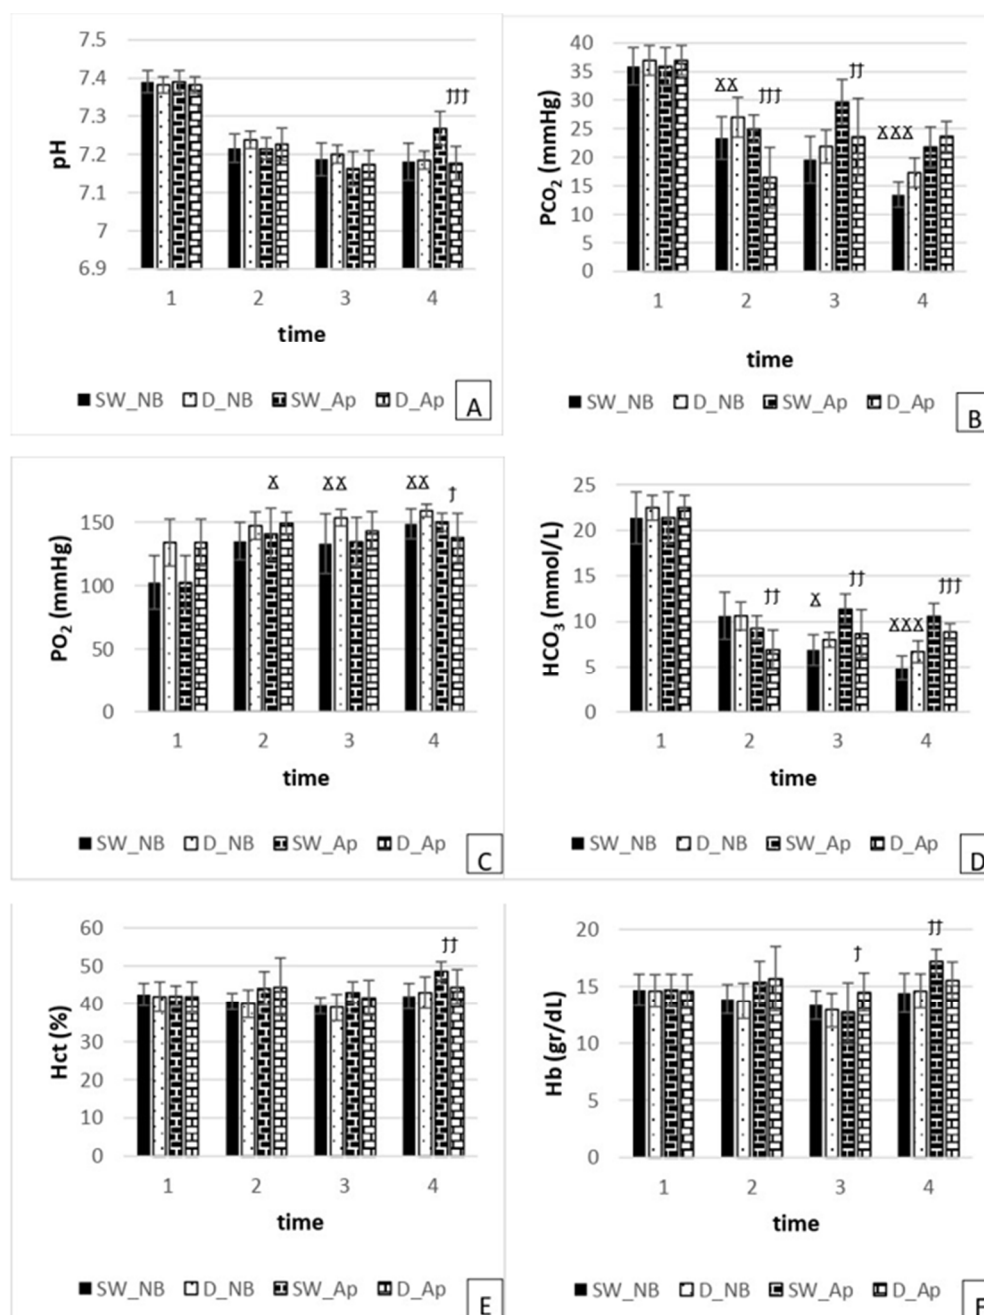 7.5
7.4
7.3
7.2
7.1
7
6.9
pH
†††
1 2 3 4
time
SW_NB D_NB SW_Ap D_Ap
A
40
35
30
25
20
15
10
5
0
PCO2 (mmHg)
XX
†††
††
XXX
1 2 3 4
time
SW_NB D_NB SW_Ap D_Ap
B
150
100
50
0
PO2 (mmHg)
X
XX
XX
†
1 2 3 4
time
SW_NB D_NB SW_Ap D_Ap
C
25
20
15
10
5
0
HCO3 (mmol/L)
††
X
††
XXX
†††
1 2 3 4
time
SW_NB D_NB SW_Ap D_Ap
D
60
50
40
30
20
10
0
Hct (%)
††
1 2 3 4
time
SW_NB D_NB SW_Ap D_Ap
E
20
15
10
5
0
Hb (gr/dL)
†
††
1 2 3 4
time
SW_NB D_NB SW_Ap D_Ap
F